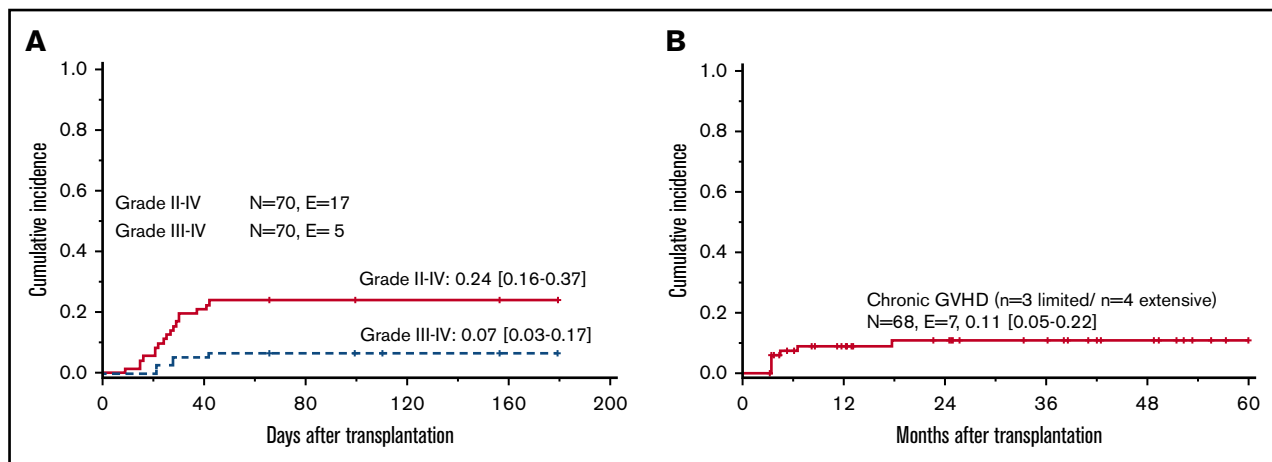 A
Cumulative incidence
1.0
0.8
0.6
0.4
0.2
0.0
Grade II-IV N=70, E=17
Grade III-IV N=70, E= 5
Grade II-IV: 0.24 [0.16-0.37]
Grade III-IV: 0.07 [0.03-0.17]
0 40 80 120 160 200
Days after transplantation
B
Cumulative incidence
1.0
0.8
0.6
0.4
0.2
0.0
Chronic GVHD (n=3 limited/ n=4 extensive)
N=68, E=7, 0.11 [0.05-0.22]
0 12 24 36 48 60
Months after transplantation